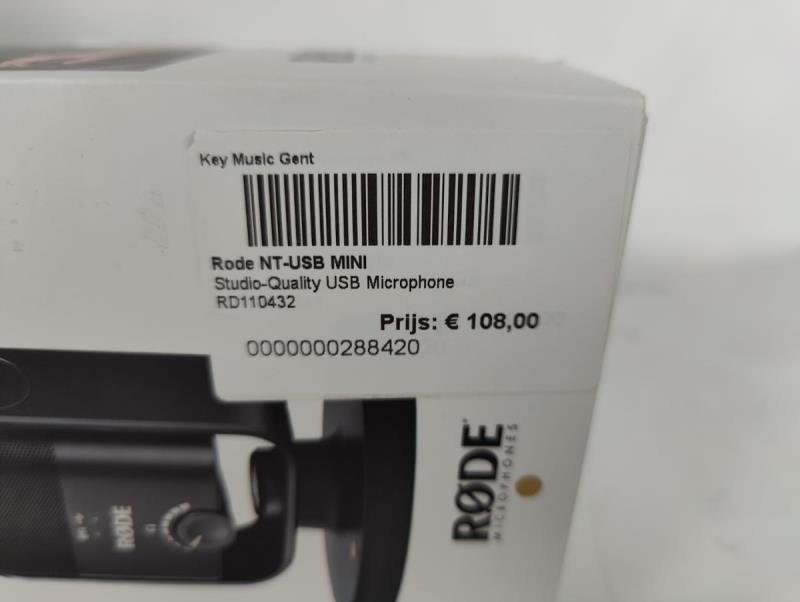 Key Music Gent
Rode NT-USB MINI
Studio-Quality USB Microphone
RD110432
Prijs: € 108,00
0000000288420
RØDE
MICROPHONES
RØDE